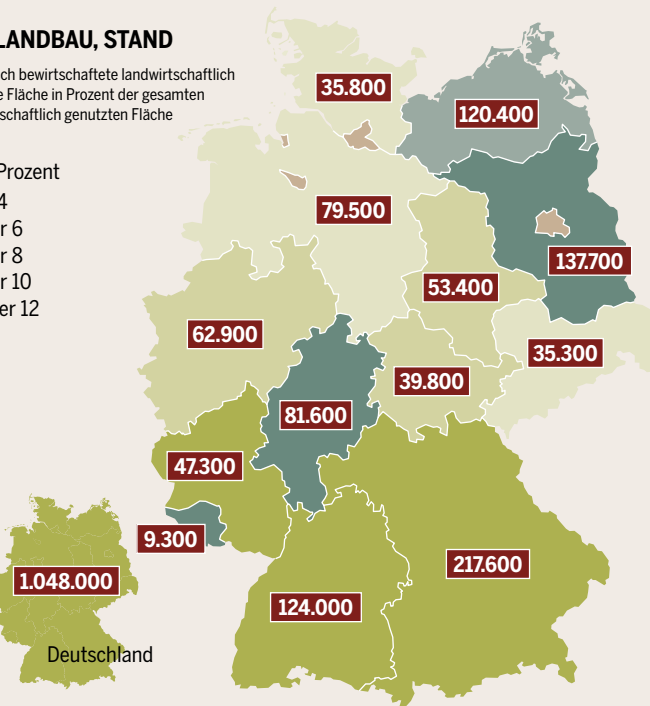 LANDBAU, STAND
ch bewirtschaftete landwirtschaftlich
e Fläche in Prozent der gesamten
schaftlich genutzten Fläche
Prozent
4
r 6
r 8
r 10
er 12
35.800
120.400
79.500
137.700
53.400
62.900
35.300
39.800
81.600
47.300
9.300
217.600
1.048.000
124.000
Deutschland